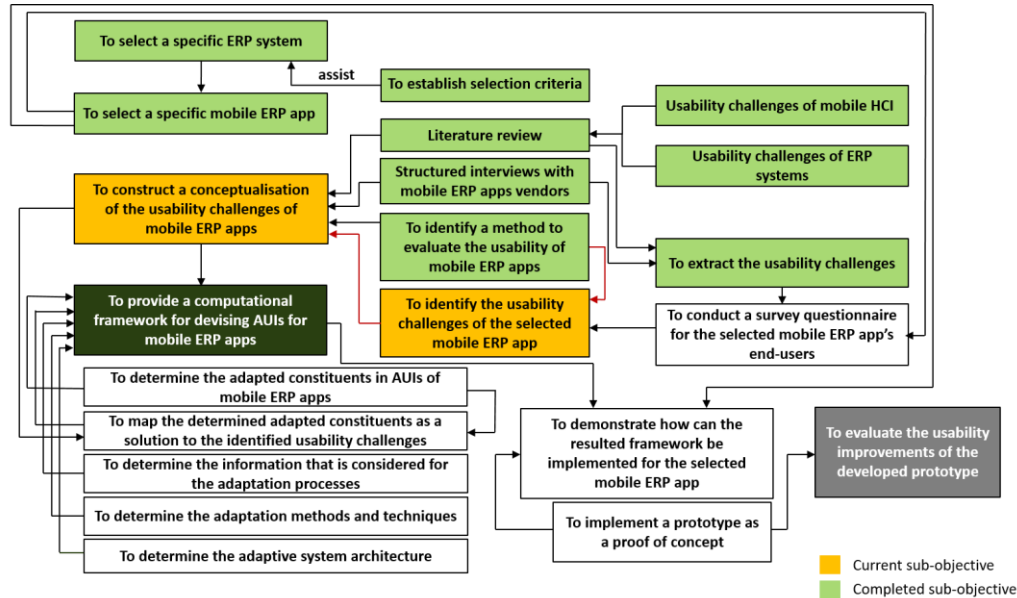 To select a specific ERP system
assist
To establish selection criteria
To select a specific mobile ERP app
Usability challenges of mobile HCI
Literature review
Usability challenges of ERP
systems
Structured interviews with
mobile ERP apps vendors
To construct a conceptualisation
of the usability challenges of
mobile ERP apps
To identify a method to
evaluate the usability of
mobile ERP apps
To extract the usability challenges
To provide a computational
framework for devising AUIs for
mobile ERP apps
To identify the usability
challenges of the selected
mobile ERP app
To conduct a survey questionnaire
for the selected mobile ERP app's
end-users
To determine the adapted constituents in AUIs of
mobile ERP apps
To map the determined adapted constituents as a
solution to the identified usability challenges
To determine the information that is considered for
the adaptation processes
To determine the adaptation methods and techniques
To determine the adaptive system architecture
To demonstrate how can the
resulted framework be
implemented for the selected
mobile ERP app
To implement a prototype as
a proof of concept
To evaluate the usability
improvements of the
developed prototype
Current sub-objective
Completed sub-objective